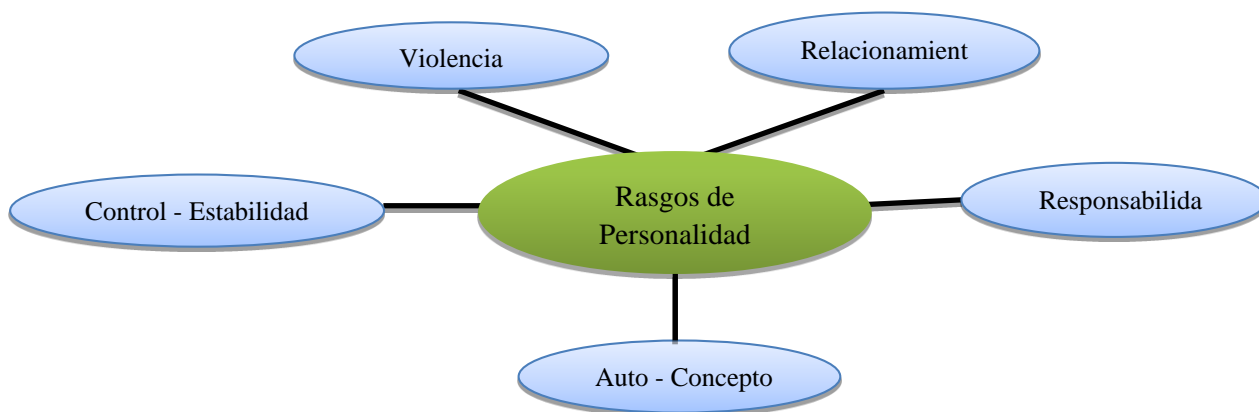 Violencia
Relacionamient
Control - Estabilidad
Rasgos de
Personalidad
Responsabilida
Auto - Concepto